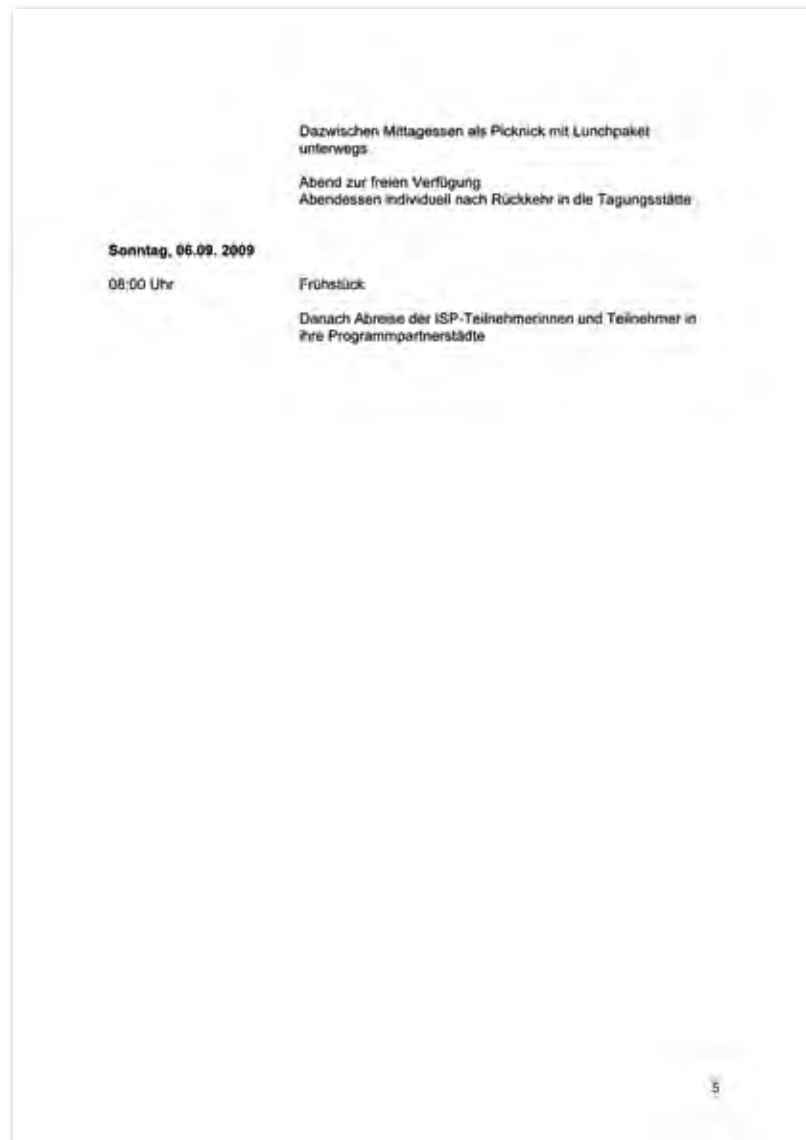 Dazwischen Mittagessen als Picknick mit Lunchpaket
unterwegs
Abend zur freien Verfügung
Abendessen individuell nach Rückkehr in die Tagungsstätte
Sonntag, 06.09. 2009
08:00 Uhr Frühstück
Danach Abreise der ISP-Teilnehmerinnen und Teilnehmer in
ihre Programmpartnerstädte
5